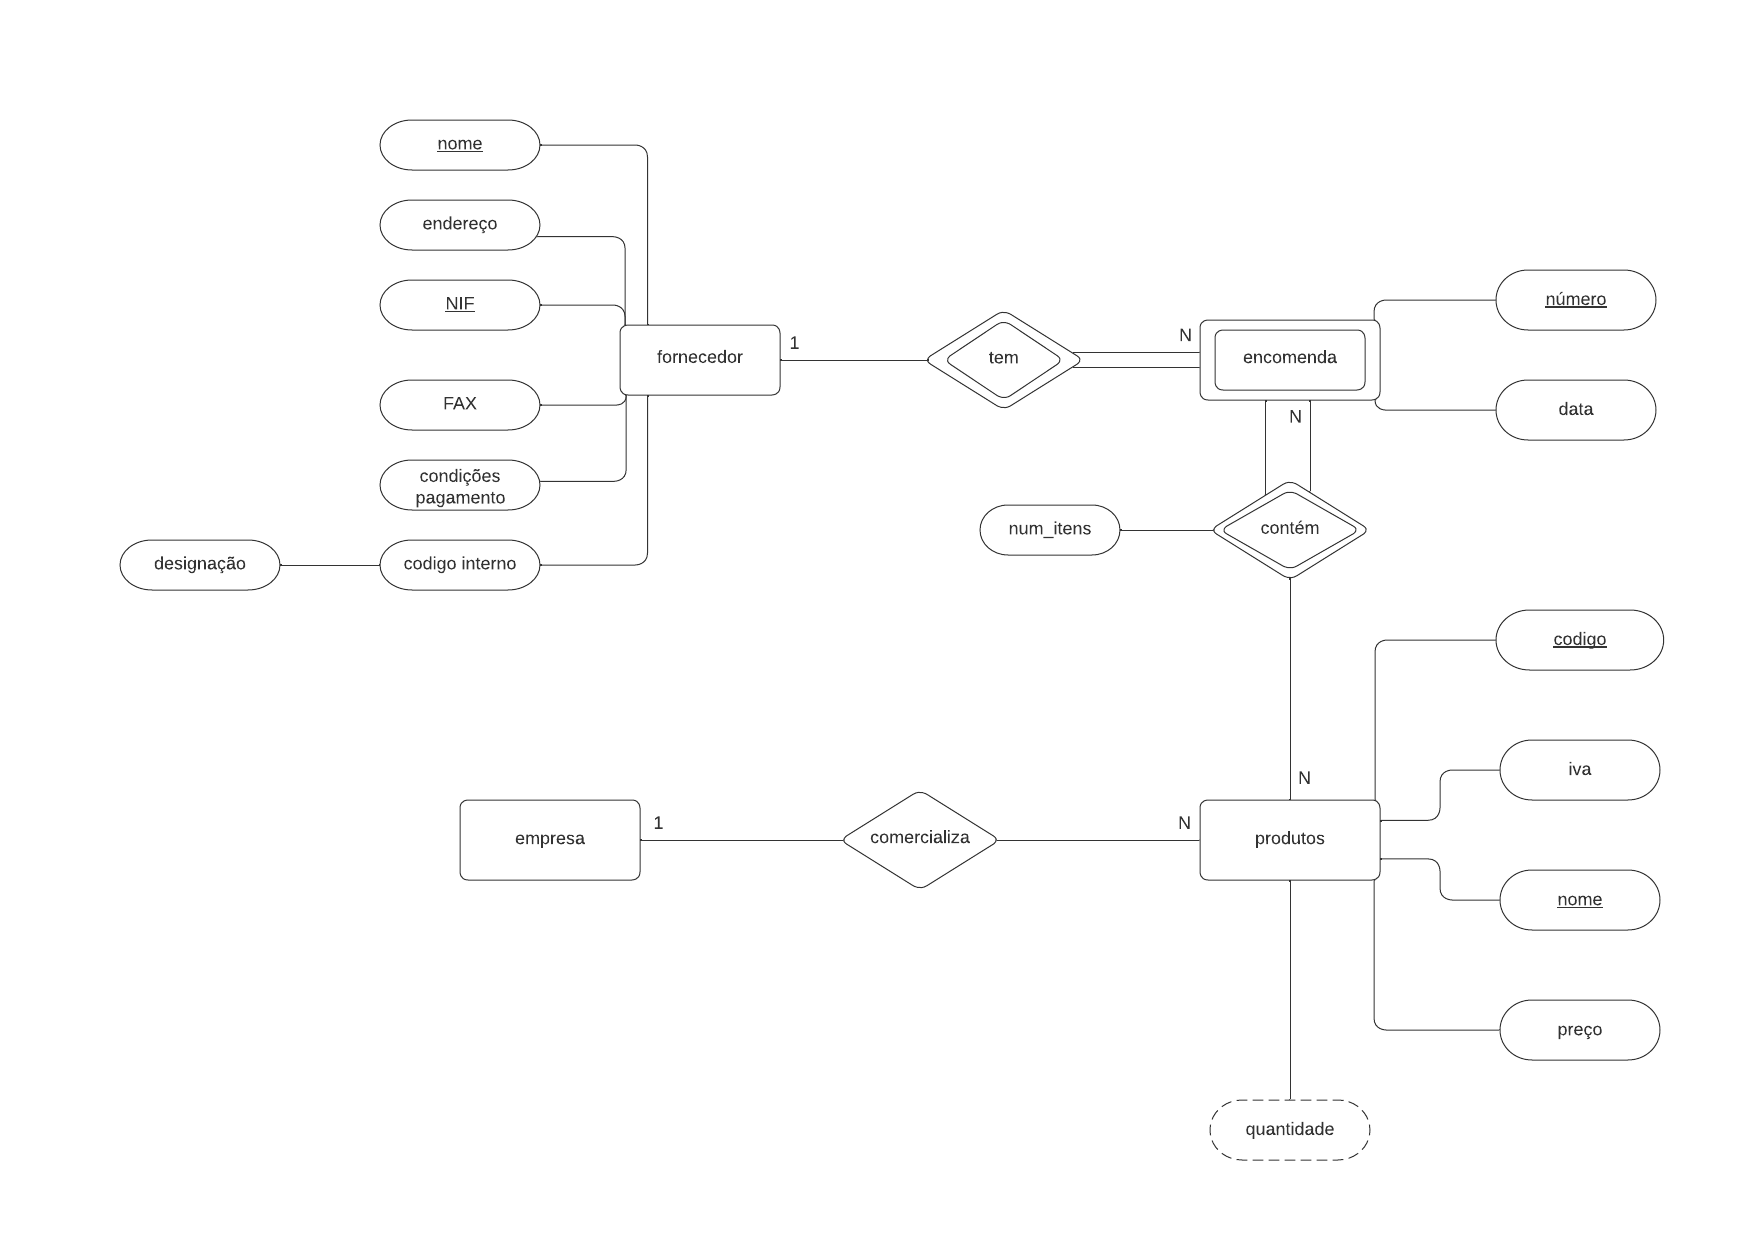 nome
endereço
NIF
número
1
N
fornecedor
tem
encomenda
FAX
data
N
condições
pagamento
num_itens
contém
designação
codigo interno
codigo
iva
N
1
N
empresa
comercializa
produtos
nome
preço
quantidade